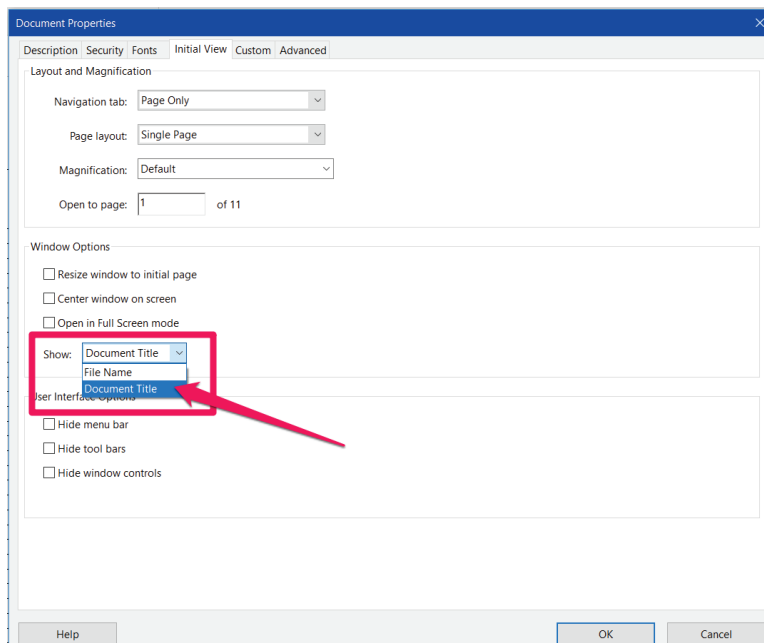 Document Properties
Description Security Fonts Initial View Custom Advanced
Layout and Magnification
Navigation tab: Page Only
Page layout: Single Page
Magnification: Default
Open to page: 1 of 11
Window Options
Resize window to initial page
Center window on screen
Open in Full Screen mode
Show: Document Title
File Name
Document Title
User Interface Options
Hide menu bar
Hide tool bars
Hide window controls
Help OK Cancel